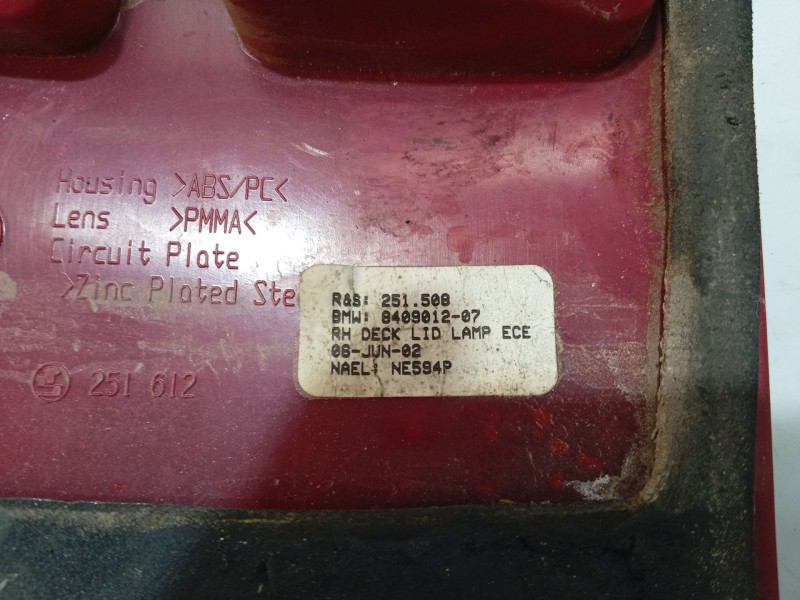 Housing >ABS/PC<
Lens >PMMA<
Circuit Plate
>Zinc Plated Ste
251 612
R&S: 251.508
BMW: 8409012-07
RH DECK LID LAMP ECE
06-JUN-02
NAEL: NE594P